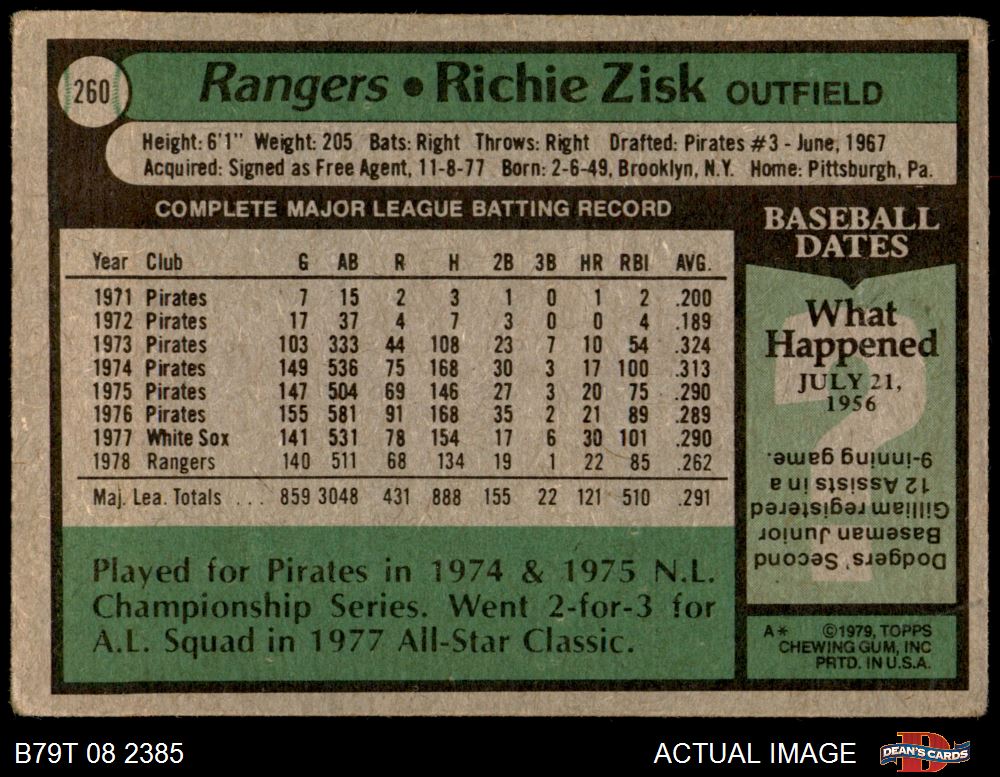 260
Rangers • Richie Zisk OUTFIELD
Height: 6'1" Weight: 205 Bats: Right Throws: Right Drafted: Pirates #3 - June, 1967
Acquired: Signed as Free Agent, 11-8-77 Born: 2-6-49, Brooklyn, N.Y. Home: Pittsburgh, Pa.
COMPLETE MAJOR LEAGUE BATTING RECORD
Year Club G AB R H 2B 3B HR RBI AVG.
1971 Pirates 7 15 2 3 1 0 1 2 .200
1972 Pirates 17 37 4 7 3 0 0 4 .189
1973 Pirates 103 333 44 108 23 7 10 54 .324
1974 Pirates 149 536 75 168 30 3 17 100 .313
1975 Pirates 147 504 69 146 27 3 20 75 .290
1976 Pirates 155 581 91 168 35 2 21 89 .289
1977 White Sox 141 531 78 154 17 6 30 101 .290
1978 Rangers 140 511 68 134 19 1 22 85 .262
Maj. Lea. Totals ... 859 3048 431 888 155 22 121 510 .291
Played for Pirates in 1974 & 1975 N.L.
Championship Series. Went 2-for-3 for
A.L. Squad in 1977 All-Star Classic.
BASEBALL
DATES
What
Happened
JULY 21,
1956
Dodgers' Second
Baseman Junior
Gilliam registered
12 Assists in a
9-inning game.
A* ©1979, TOPPS
CHEWING GUM, INC
PRTD. IN U.S.A.
B79T 08 2385
ACTUAL IMAGE
DEAN'S CARDS